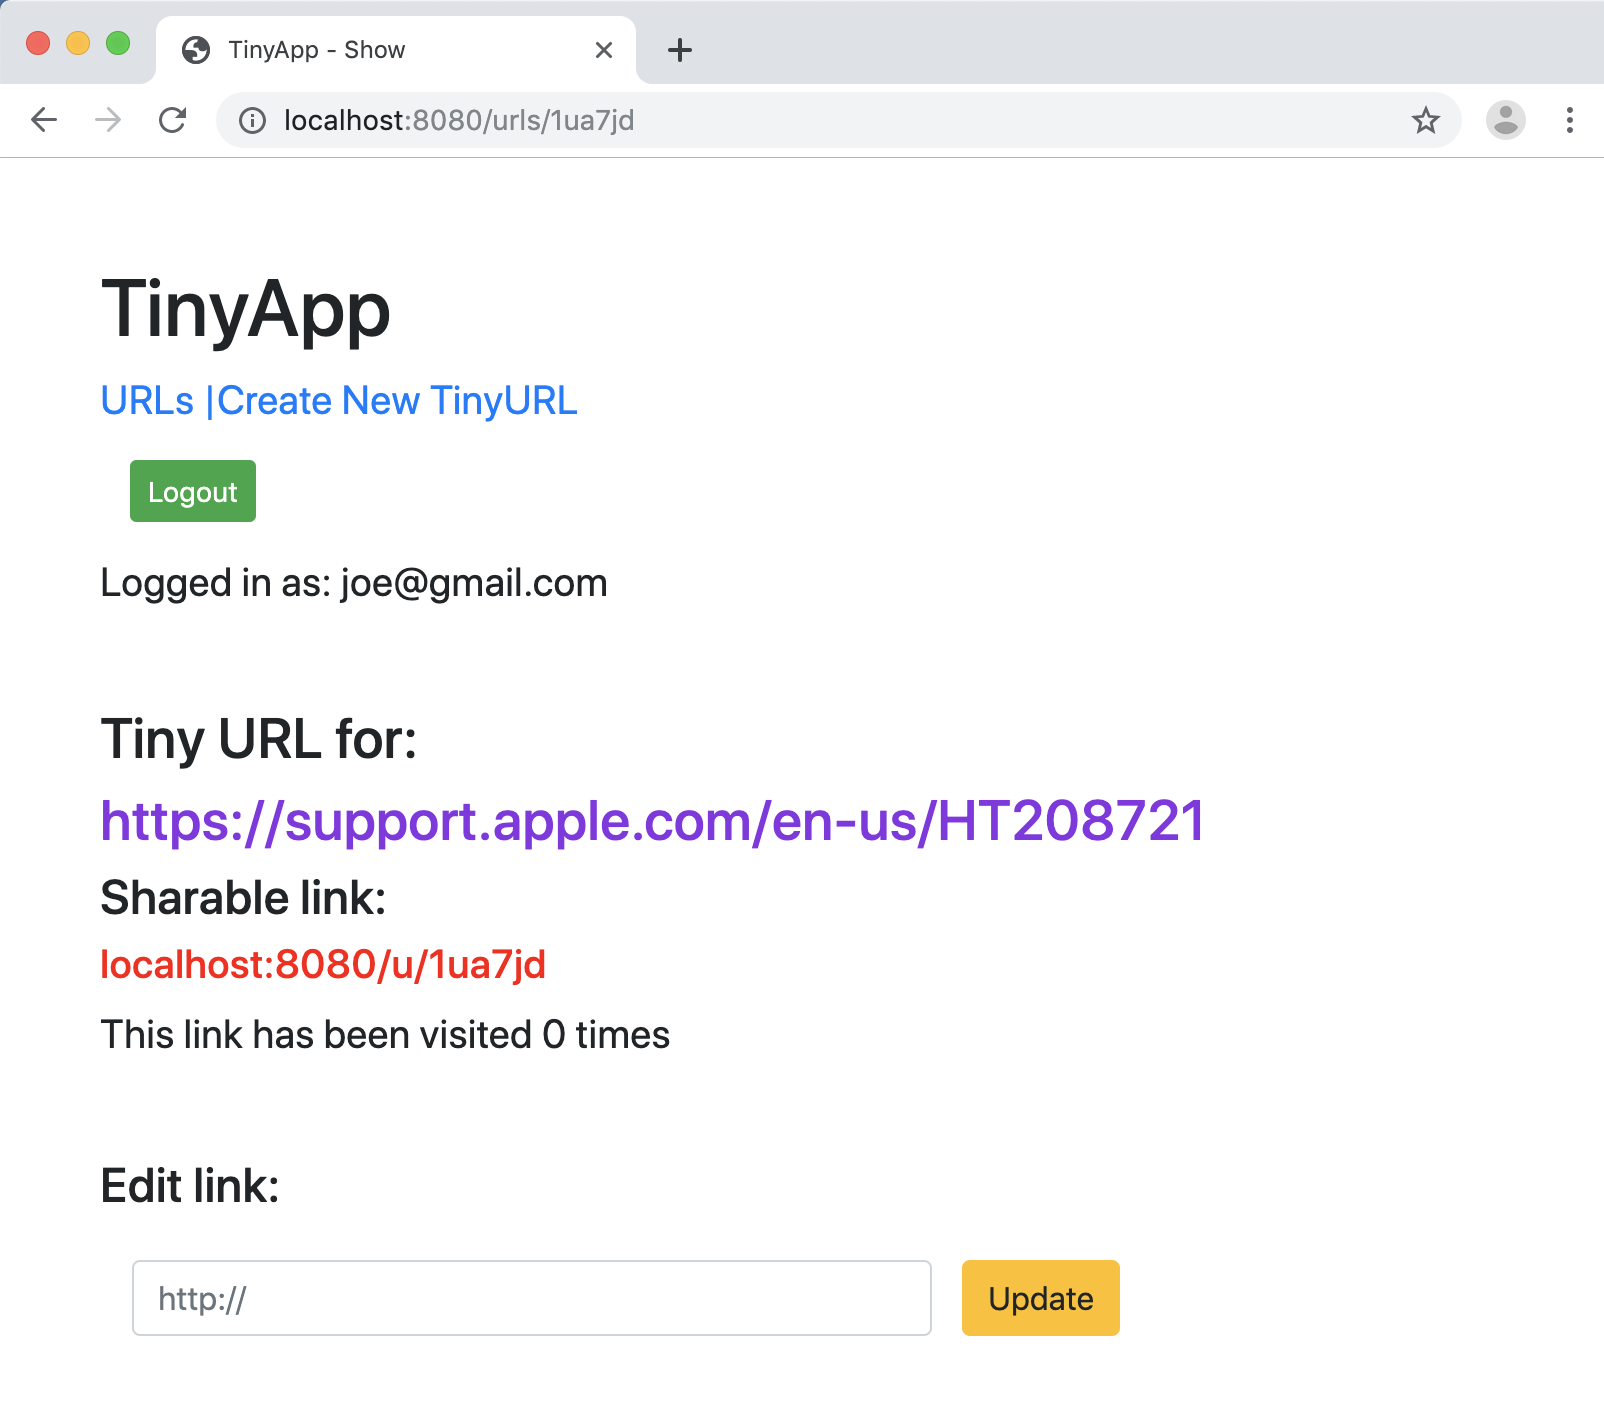 TinyApp - Show
localhost:8080/urls/1ua7jd
TinyApp
URLs |Create New TinyURL
Logout
Logged in as: joe@gmail.com
Tiny URL for:
https://support.apple.com/en-us/HT208721
Sharable link:
localhost:8080/u/1ua7jd
This link has been visited 0 times
Edit link:
http://
Update